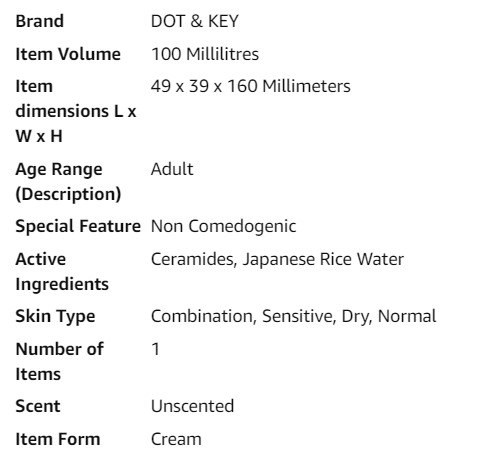 Brand DOT & KEY
Item Volume 100 Millilitres
Item 49 x 39 x 160 Millimeters
dimensions L x
W x H
Age Range Adult
(Description)
Special Feature Non Comedogenic
Active Ceramides, Japanese Rice Water
Ingredients
Skin Type Combination, Sensitive, Dry, Normal
Number of 1
Items
Scent Unscented
Item Form Cream